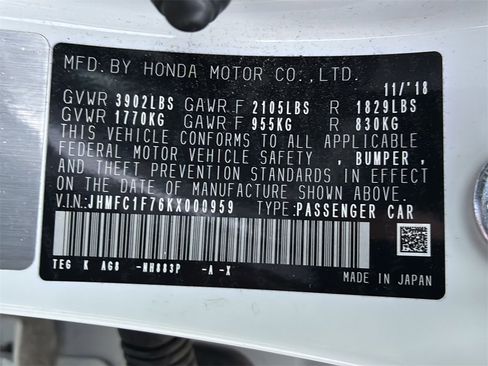 MFD. BY HONDA MOTOR CO.,LTD. 11/'18
GVWR 3902LBS GAWR F 2105LBS R 1829LBS
GVWR 1770KG GAWR F 955KG R 830KG
THIS VEHICLE CONFORMS TO ALL APPLICABLE
FEDERAL MOTOR VEHICLE SAFETY , BUMPER ,
AND THEFT PREVENTION STANDARDS IN EFFECT
ON THE DATE OF MANUFACTURE SHOWN ABOVE.
V.I.N: JHMFC1F76KX000959 TYPE: PASSENGER CAR
TEG K AG8 -NH883P -A-X
MADE IN JAPAN